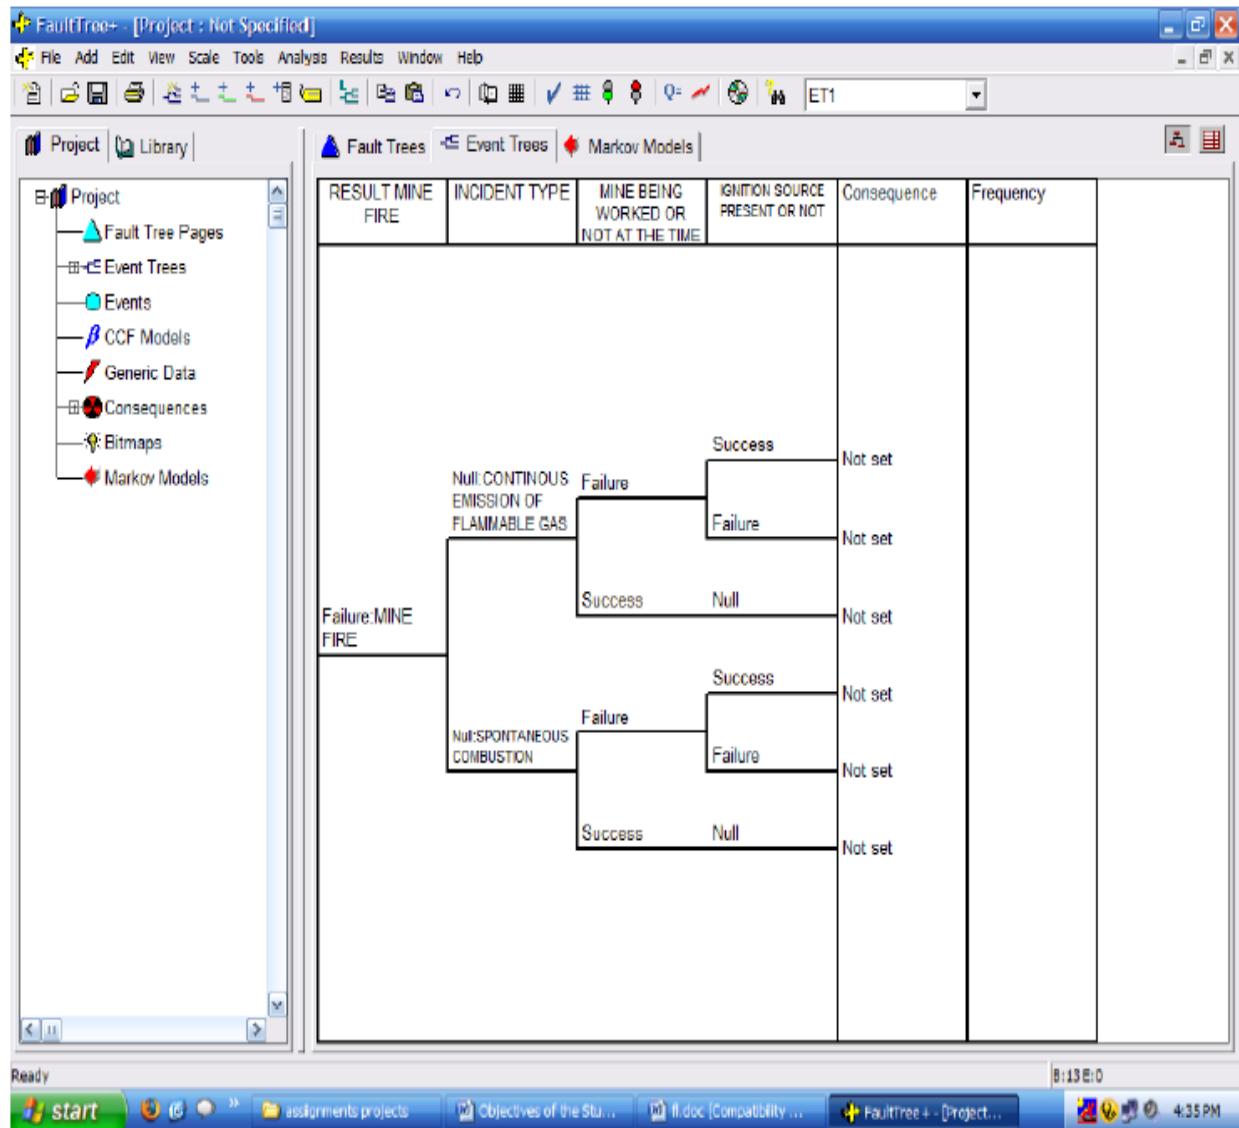 FaultTree+ - [Project : Not Specified]
File Add Edit View Scale Tools Analysis Results Window Help
Q=
ET1
Project Library
Fault Trees Event Trees Markov Models
Project
Fault Tree Pages
Event Trees
Events
β CCF Models
Generic Data
Consequences
Bitmaps
Markov Models
RESULT MINE
FIRE
INCIDENT TYPE
MINE BEING
WORKED OR
NOT AT THE TIME
IGNITION SOURCE
PRESENT OR NOT
Consequence
Frequency
Failure:MINE
FIRE
Null:CONTINOUS
EMISSION OF
FLAMMABLE GAS
Failure
Success
Not set
Failure
Not set
Success
Null
Not set
Null:SPONTANEOUS
COMBUSTION
Failure
Success
Not set
Failure
Not set
Success
Null
Not set
Ready
B:13 E:0
start
assignments projects
Objectives of the Stu...
fl.doc [Compatibility ...
FaultTree + - [Project...
4:35 PM